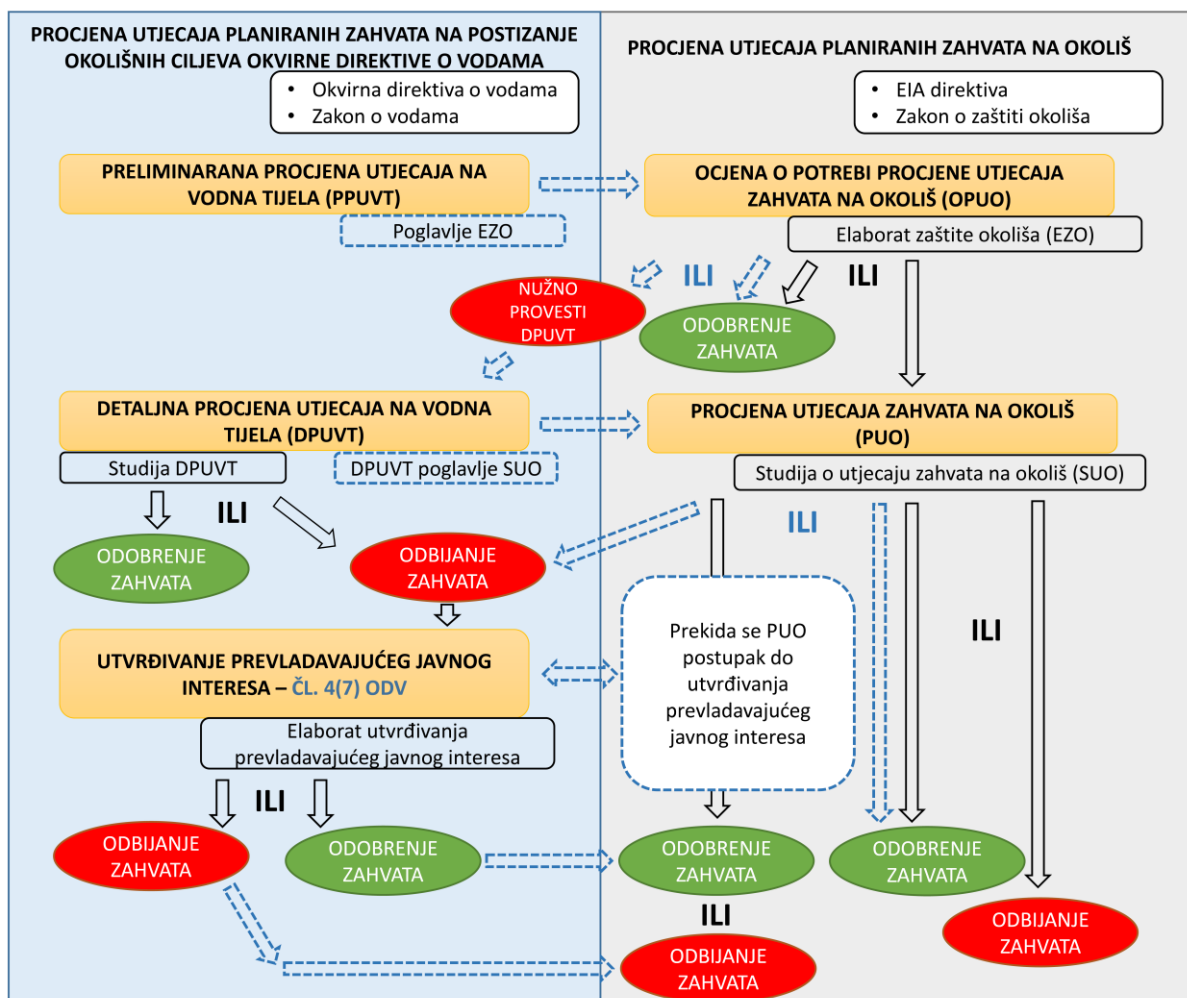 PROCJENA UTJECAJA PLANIRANIH ZAHVATA NA POSTIZANJE
OKOLIŠNIH CILJEVA OKVIRNE DIREKTIVE O VODAMA
PROCJENA UTJECAJA PLANIRANIH ZAHVATA NA OKOLIŠ
• Okvirna direktiva o vodama
• Zakon o vodama
• EIA direktiva
• Zakon o zaštiti okoliša
PRELIMINARANA PROCJENA UTJECAJA NA
VODNA TIJELA (PPUVT)
Poglavlje EZO
OCJENA O POTREBI PROCJENE UTJECAJA
ZAHVATA NA OKOLIŠ (OPUO)
Elaborat zaštite okoliša (EZO)
ILI
ILI
NUŽNO
PROVESTI
DPUVT
ODOBRENJE
ZAHVATA
DETALJNA PROCJENA UTJECAJA NA VODNA
TIJELA (DPUVT)
Studija DPUVT
DPUVT poglavlje SUO
PROCJENA UTJECAJA ZAHVATA NA OKOLIŠ
(PUO)
Studija o utjecaju zahvata na okoliš (SUO)
ILI
ILI
ODOBRENJE
ZAHVATA
ODBIJANJE
ZAHVATA
UTVRĐIVANJE PREVLADAVAJUĆEG JAVNOG
INTERESA – ČL. 4(7) ODV
Elaborat utvrđivanja
prevladavajućeg javnog interesa
Prekida se PUO
postupak do
utvrđivanja
prevladavajućeg
javnog interesa
ILI
ILI
ODBIJANJE
ZAHVATA
ODOBRENJE
ZAHVATA
ODOBRENJE
ZAHVATA
ODOBRENJE
ZAHVATA
ILI
ODBIJANJE
ZAHVATA
ODBIJANJE
ZAHVATA